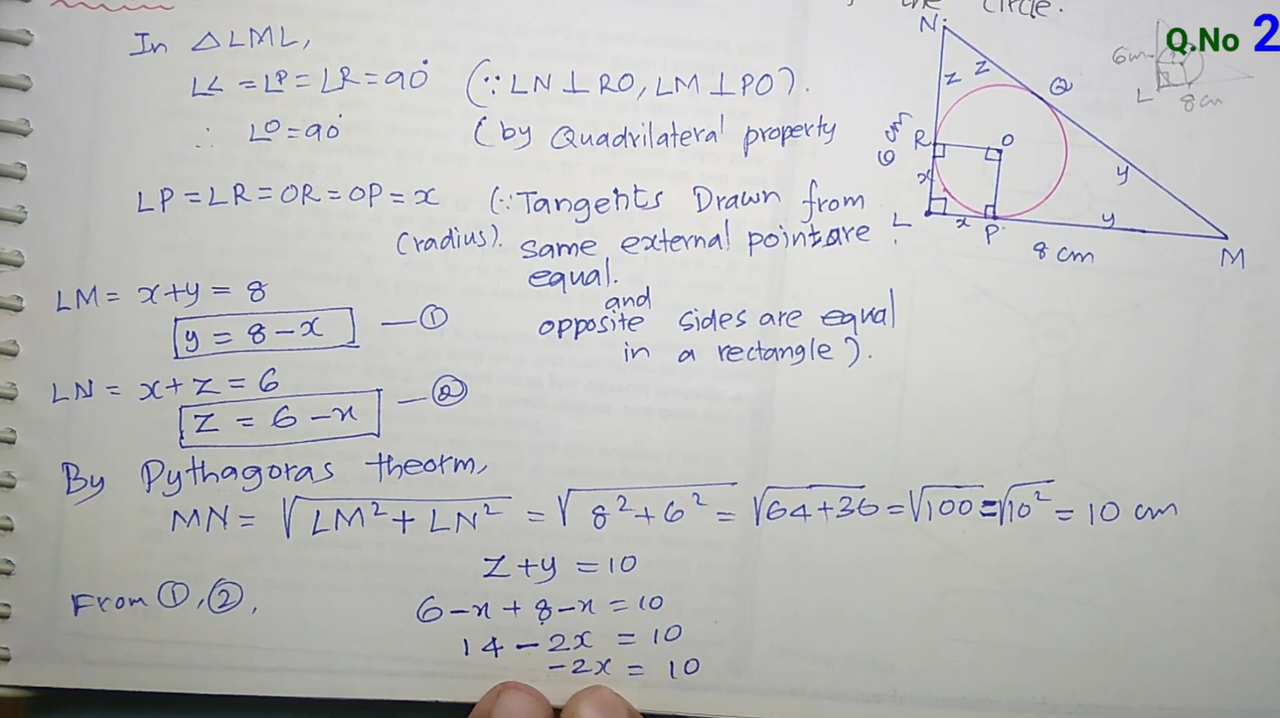 the circle.
Q.No 2
In △LML,
∠L = ∠P = ∠R = 90° (∵ LN ⊥ RO, LM ⊥ PO).
∴ ∠O = 90° (by Quadrilateral property
LP = LR = OR = OP = x (∵ Tangents Drawn from
(radius). same external point are
equal.
and
opposite sides are equal
in a rectangle).
LM = x + y = 8
y = 8 - x — ①
LN = x + z = 6
z = 6 - x — ②
By Pythagoras theorm,
MN = √LM² + LN² = √8² + 6² = √64 + 36 = √100 = √10² = 10 cm
z + y = 10
From ①, ②,
6 - x + 8 - x = 10
14 - 2x = 10
-2x = 10
N
z z
Q
6 cm
R
O
x
y
L
x
P
y
8 cm
M
6cm
L
8 cm